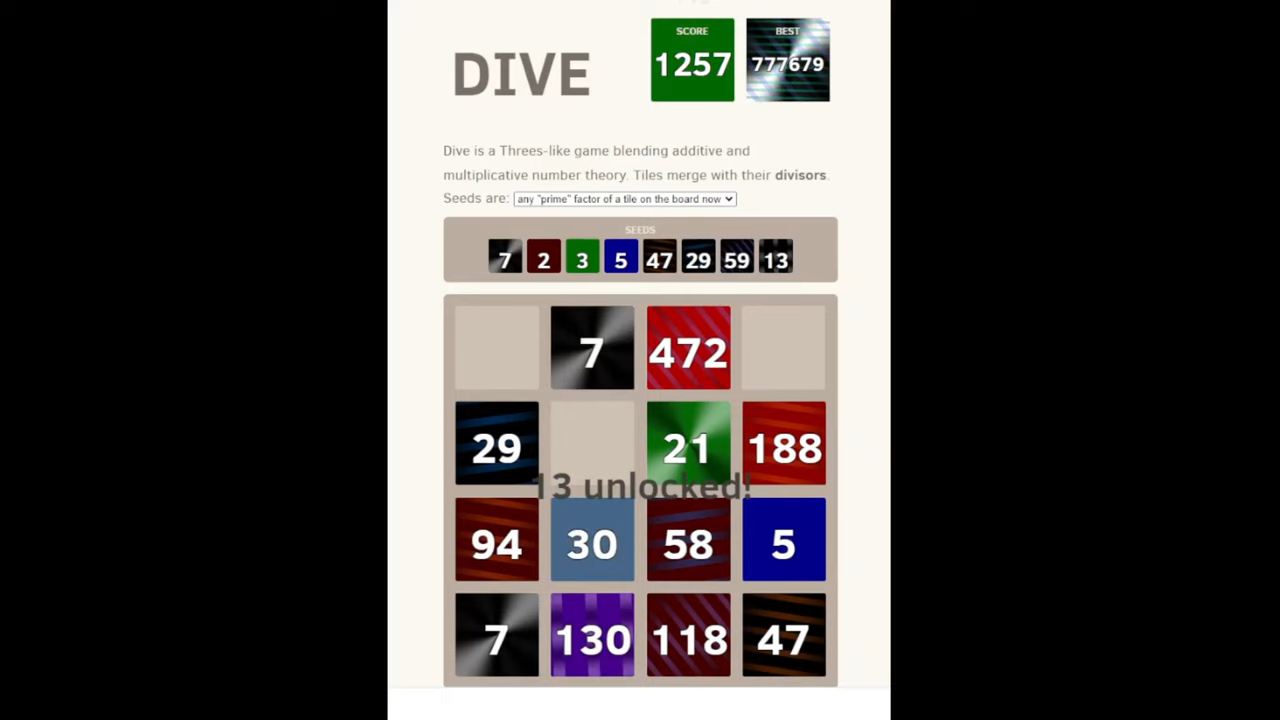 DIVE
SCORE
1257
BEST
777679
Dive is a Threes-like game blending additive and
multiplicative number theory. Tiles merge with their divisors.
Seeds are: any "prime" factor of a tile on the board now
SEEDS
7 2 3 5 47 29 59 13
7 472
29 21 188
13 unlocked!
94 30 58 5
7 130 118 47